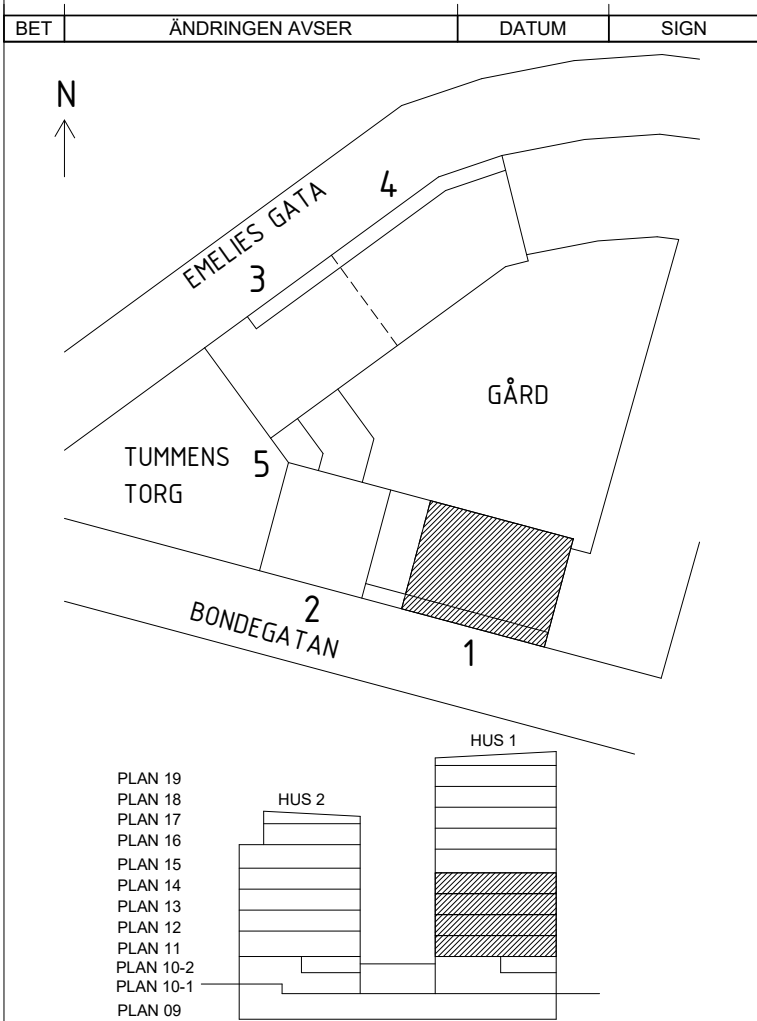 BET ÄNDRINGEN AVSER DATUM SIGN
N
4
EMELIES GATA
3
GÅRD
TUMMENS
TORG
5
2
BONDEGATAN
1
HUS 1
PLAN 19
PLAN 18
HUS 2
PLAN 17
PLAN 16
PLAN 15
PLAN 14
PLAN 13
PLAN 12
PLAN 11
PLAN 10-2
PLAN 10-1
PLAN 09